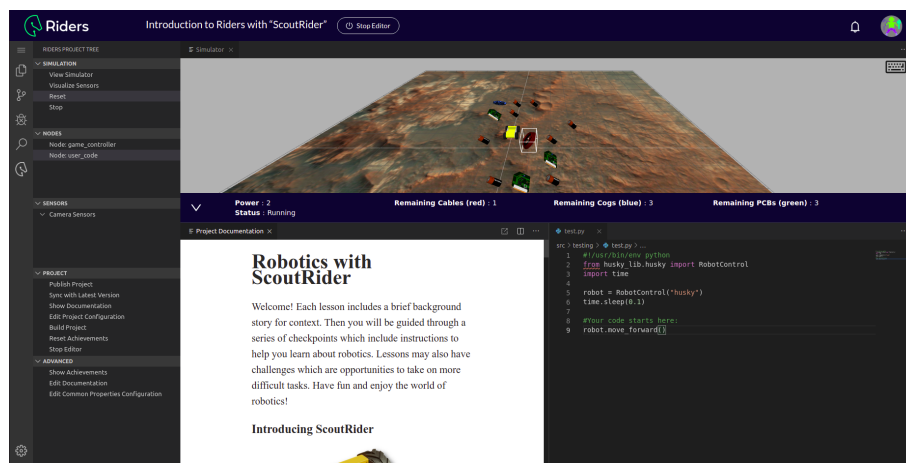 Riders
Introduction to Riders with "ScoutRider"
Stop Editor
RIDERS PROJECT TREE
SIMULATION
View Simulator
Visualize Sensors
Reset
Stop
NODES
Node: game_controller
Node: user_code
SENSORS
Camera Sensors
PROJECT
Publish Project
Sync with Latest Version
Show Documentation
Edit Project Configuration
Build Project
Reset Achievements
Stop Editor
ADVANCED
Show Achievements
Edit Documentation
Edit Common Properties Configuration
Simulator
Power : 2
Status : Running
Remaining Cables (red) : 1
Remaining Cogs (blue) : 3
Remaining PCBs (green) : 3
Project Documentation
Robotics with
ScoutRider
Welcome! Each lesson includes a brief background
story for context. Then you will be guided through a
series of checkpoints which include instructions to
help you learn about robotics. Lessons may also have
challenges which are opportunities to take on more
difficult tasks. Have fun and enjoy the world of
robotics!
Introducing ScoutRider
test.py
src > testing > test.py > ...
1 #!/usr/bin/env python
2 from husky_lib.husky import RobotControl
3 import time
4
5 robot = RobotControl("husky")
6 time.sleep(0.1)
7
8 #Your code starts here:
9 robot.move_forward()